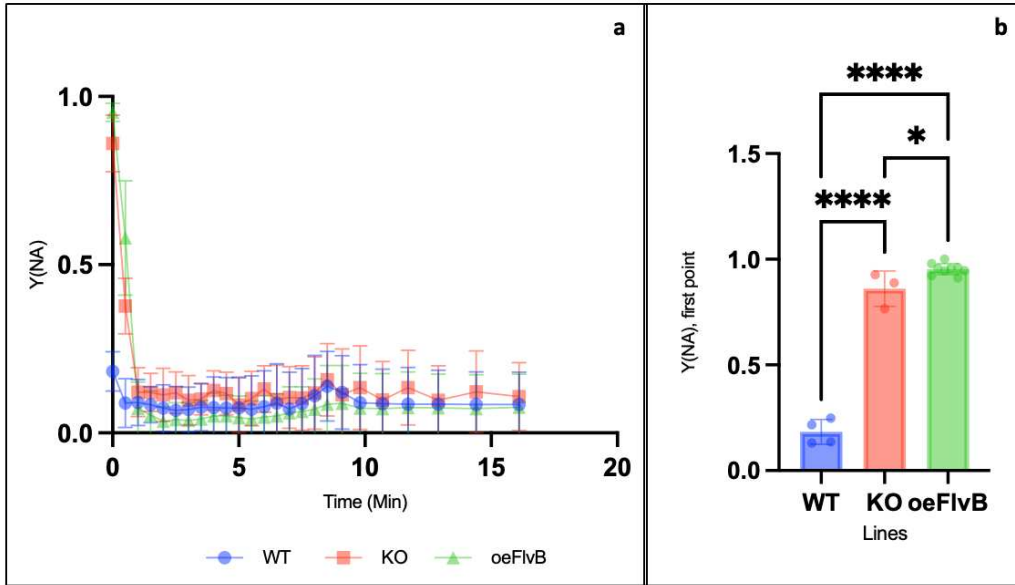 a
1.0
0.5
0.0
Y(NA)
0 5 10 15 20
Time (Min)
WT KO oeFlvB
b
****
*
****
1.5
1.0
0.5
0.0
Y(NA), first point
WT KO oeFlvB
Lines